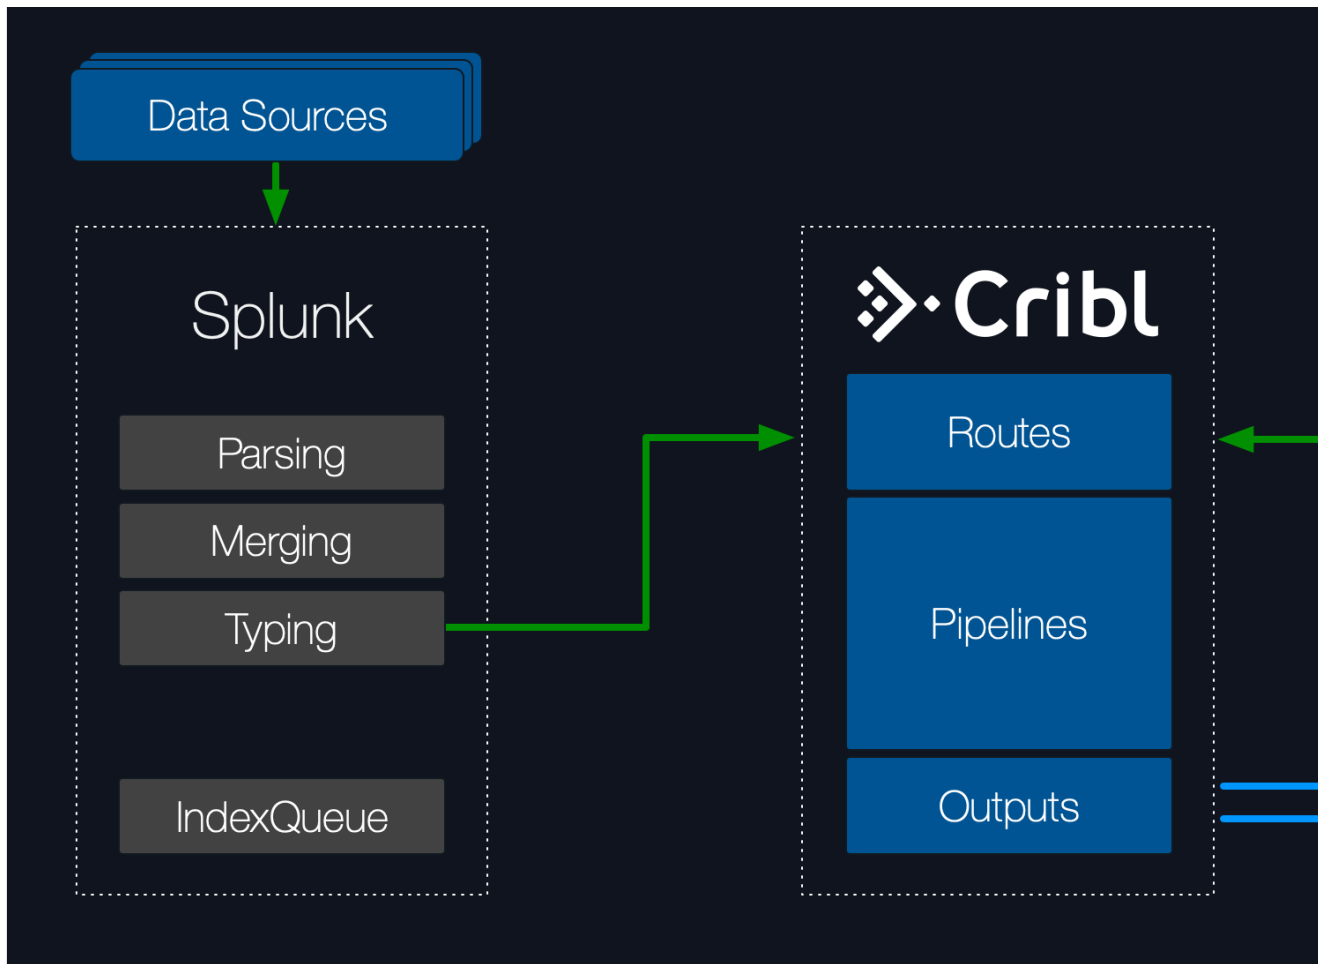 Data Sources
Splunk
Parsing
Merging
Typing
IndexQueue
Cribl
Routes
Pipelines
Outputs